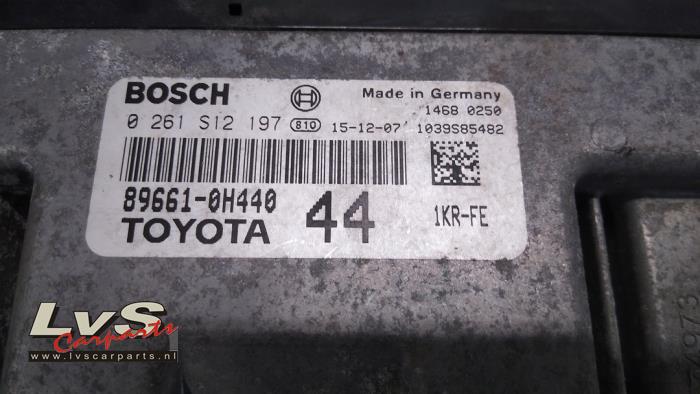 BOSCH
Made in Germany
1468 0250
0 261 S12 197 810 15-12-07 1039S85482
89661-0H440
44
1KR-FE
TOYOTA
LvS
Carparts
www.lvscarparts.nl